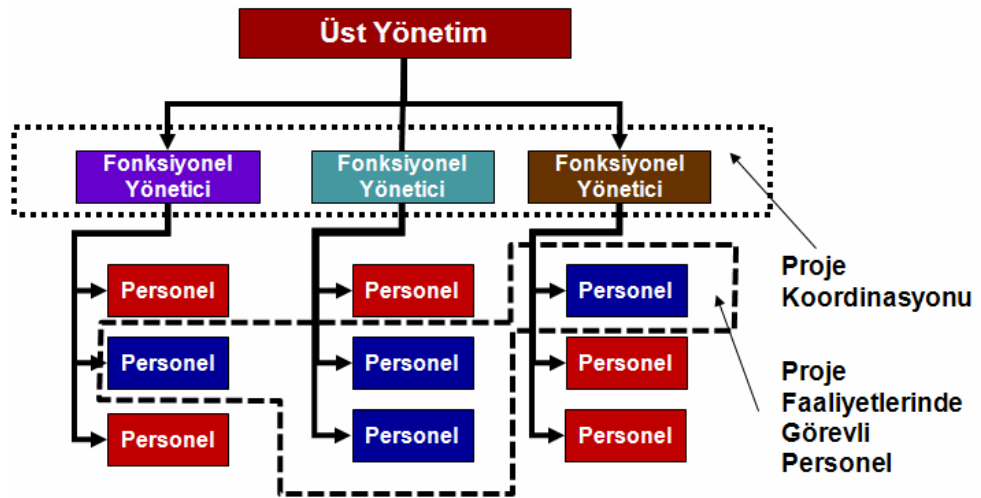 Üst Yönetim
Fonksiyonel
Yönetici
Fonksiyonel
Yönetici
Fonksiyonel
Yönetici
Personel
Personel
Personel
Personel
Personel
Personel
Personel
Personel
Personel
Proje
Koordinasyonu
Proje
Faaliyetlerinde
Görevli
Personel